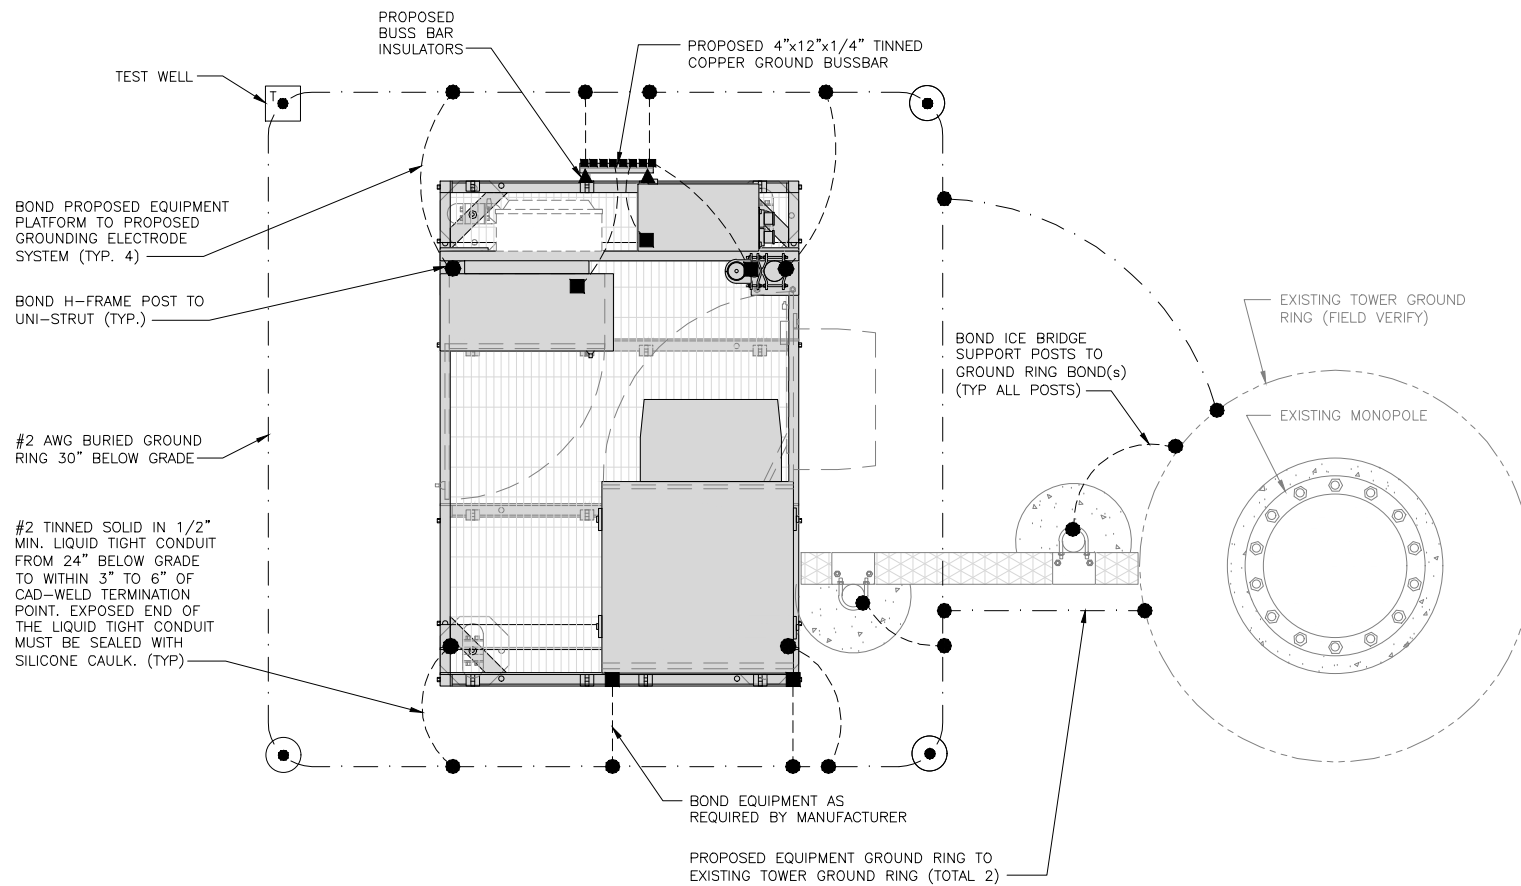 PROPOSED
BUSS BAR
INSULATORS
PROPOSED 4”x12”x1/4” TINNED
COPPER GROUND BUSSBAR
TEST WELL
T
BOND PROPOSED EQUIPMENT
PLATFORM TO PROPOSED
GROUNDING ELECTRODE
SYSTEM (TYP. 4)
BOND H-FRAME POST TO
UNI-STRUT (TYP.)
EXISTING TOWER GROUND
RING (FIELD VERIFY)
BOND ICE BRIDGE
SUPPORT POSTS TO
GROUND RING BOND(s)
(TYP ALL POSTS)
EXISTING MONOPOLE
#2 AWG BURIED GROUND
RING 30” BELOW GRADE
#2 TINNED SOLID IN 1/2”
MIN. LIQUID TIGHT CONDUIT
FROM 24” BELOW GRADE
TO WITHIN 3” TO 6” OF
CAD-WELD TERMINATION
POINT. EXPOSED END OF
THE LIQUID TIGHT CONDUIT
MUST BE SEALED WITH
SILICONE CAULK. (TYP)
BOND EQUIPMENT AS
REQUIRED BY MANUFACTURER
PROPOSED EQUIPMENT GROUND RING TO
EXISTING TOWER GROUND RING (TOTAL 2)